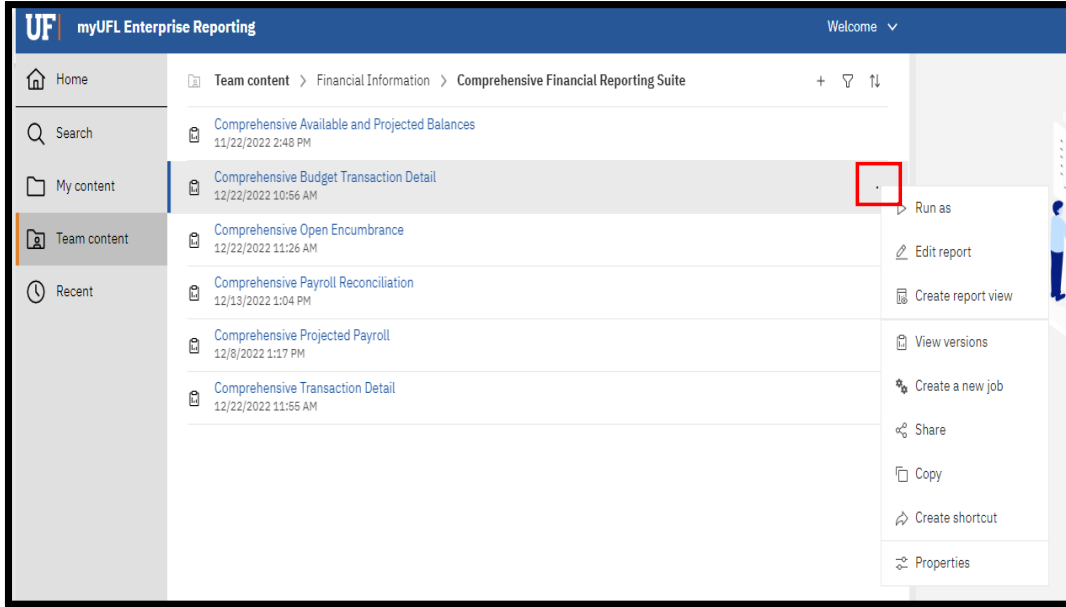 UF myUFL Enterprise Reporting Welcome
Home
Search
My content
Team content
Recent
Team content > Financial Information > Comprehensive Financial Reporting Suite
Comprehensive Available and Projected Balances
11/22/2022 2:48 PM
Comprehensive Budget Transaction Detail
12/22/2022 10:56 AM
Comprehensive Open Encumbrance
12/22/2022 11:26 AM
Comprehensive Payroll Reconciliation
12/13/2022 1:04 PM
Comprehensive Projected Payroll
12/8/2022 1:17 PM
Comprehensive Transaction Detail
12/22/2022 11:55 AM
Run as
Edit report
Create report view
View versions
Create a new job
Share
Copy
Create shortcut
Properties